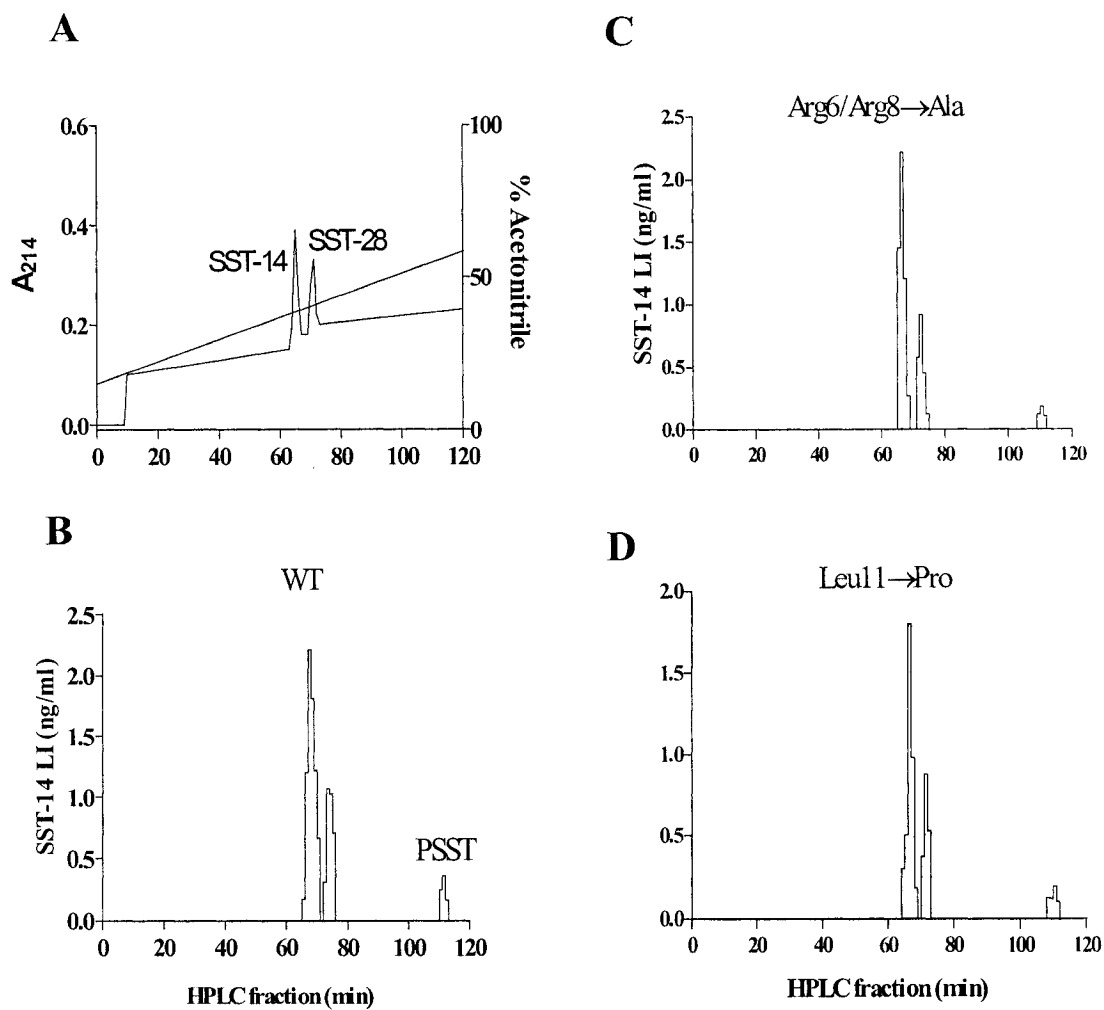 A
0.6
0.4
0.2
0.0
A214
SST-14
SST-28
100
50
0
% Acetonitrile
0 20 40 60 80 100 120
B
WT
2.5
2.0
1.5
1.0
0.5
0.0
SST-14 LI (ng/ml)
PSST
0 20 40 60 80 100 120
HPLC fraction (min)
C
Arg6/Arg8→Ala
2.5
2.0
1.5
1.0
0.5
0.0
SST-14 LI (ng/ml)
0 20 40 60 80 100 120
D
Leu11→Pro
2.0
1.5
1.0
0.5
0.0
0 20 40 60 80 100 120
HPLC fraction (min)